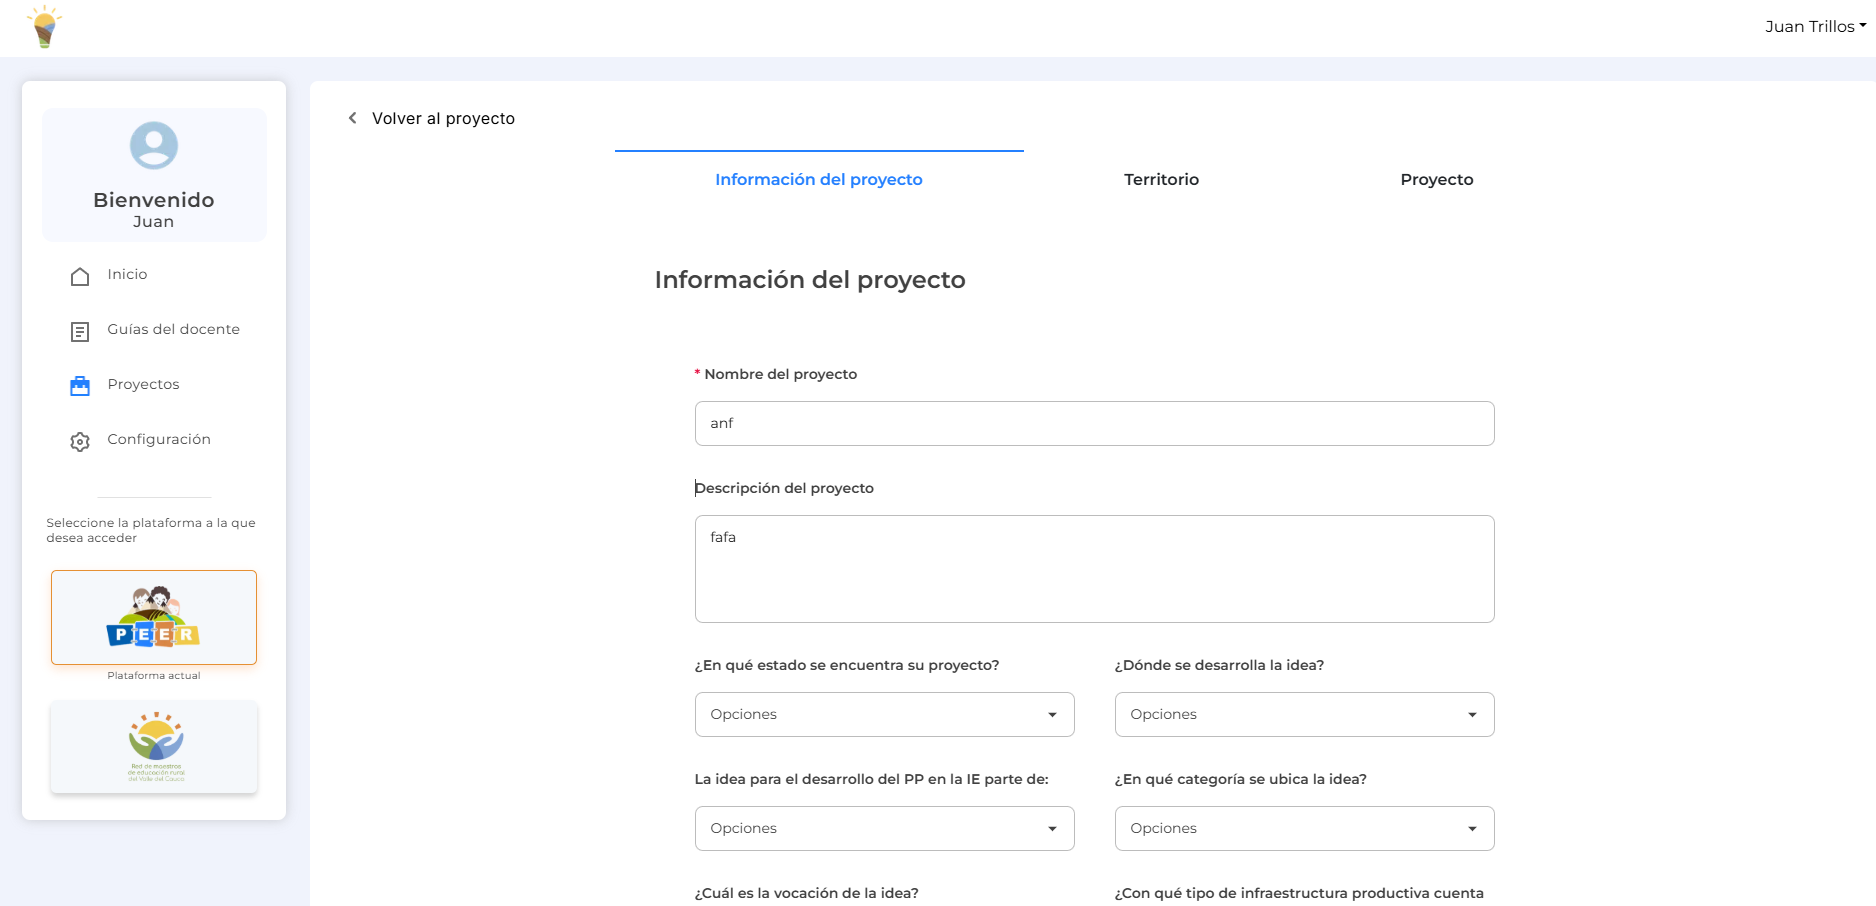 Juan Trillos
Volver al proyecto
Información del proyecto
Territorio
Proyecto
Bienvenido
Juan
Inicio
Guías del docente
Proyectos
Configuración
Seleccione la plataforma a la que
desea acceder
PEER
Plataforma actual
Red de maestros
de educación rural
del Valle del Cauca
Información del proyecto
* Nombre del proyecto
anf
Descripción del proyecto
fafa
¿En qué estado se encuentra su proyecto?
¿Dónde se desarrolla la idea?
Opciones
Opciones
La idea para el desarrollo del PP en la IE parte de:
¿En qué categoría se ubica la idea?
Opciones
Opciones
¿Cuál es la vocación de la idea?
¿Con qué tipo de infraestructura productiva cuenta